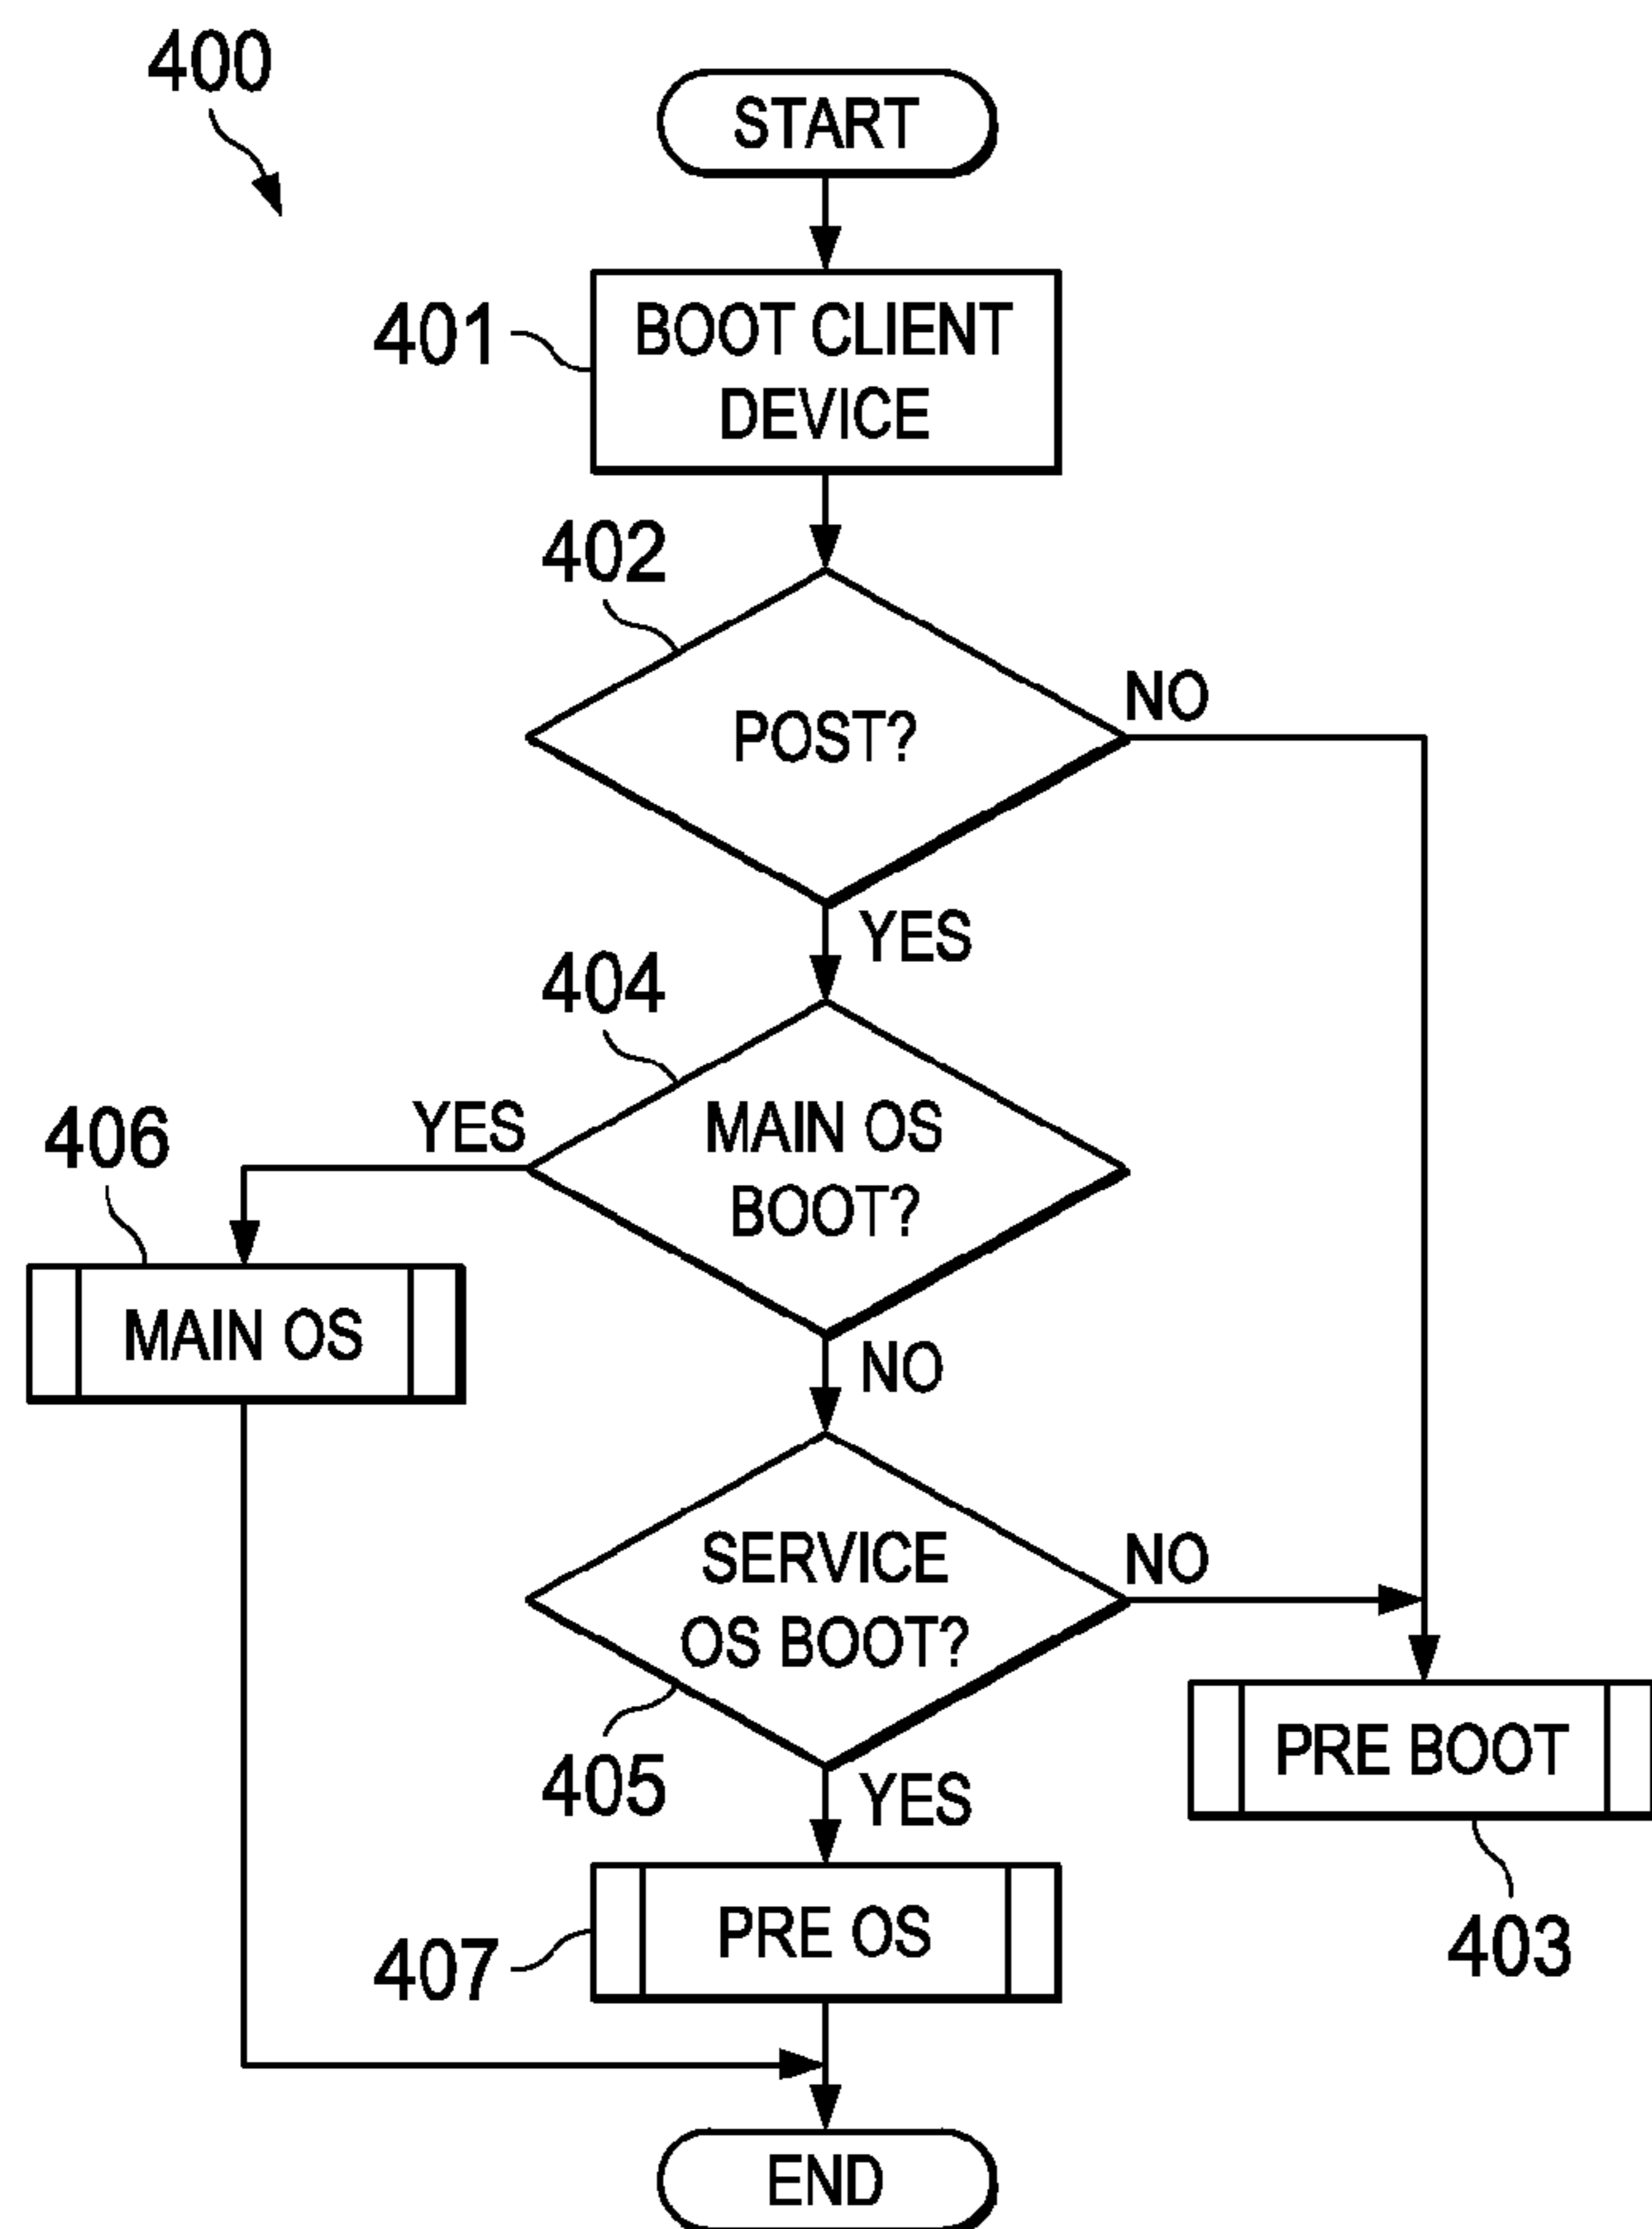 400
START
401
BOOT CLIENT
DEVICE
402
POST?
NO
YES
404
MAIN OS
BOOT?
YES
406
MAIN OS
NO
SERVICE
OS BOOT?
NO
405
YES
PRE BOOT
403
PRE OS
407
END